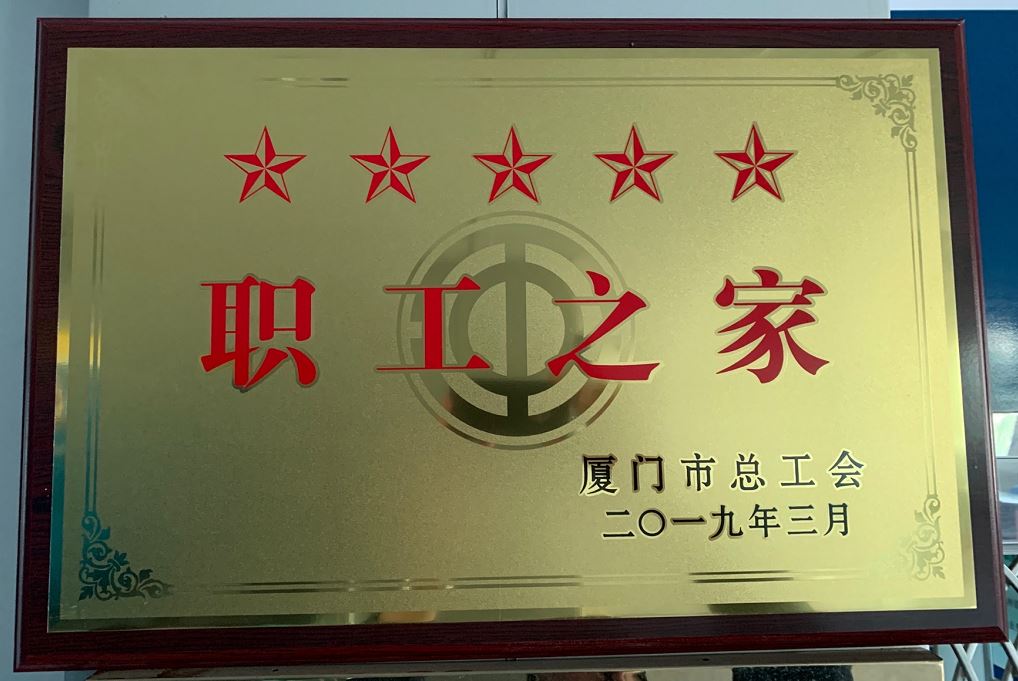 职工之家
厦门市总工会
二〇一九年三月